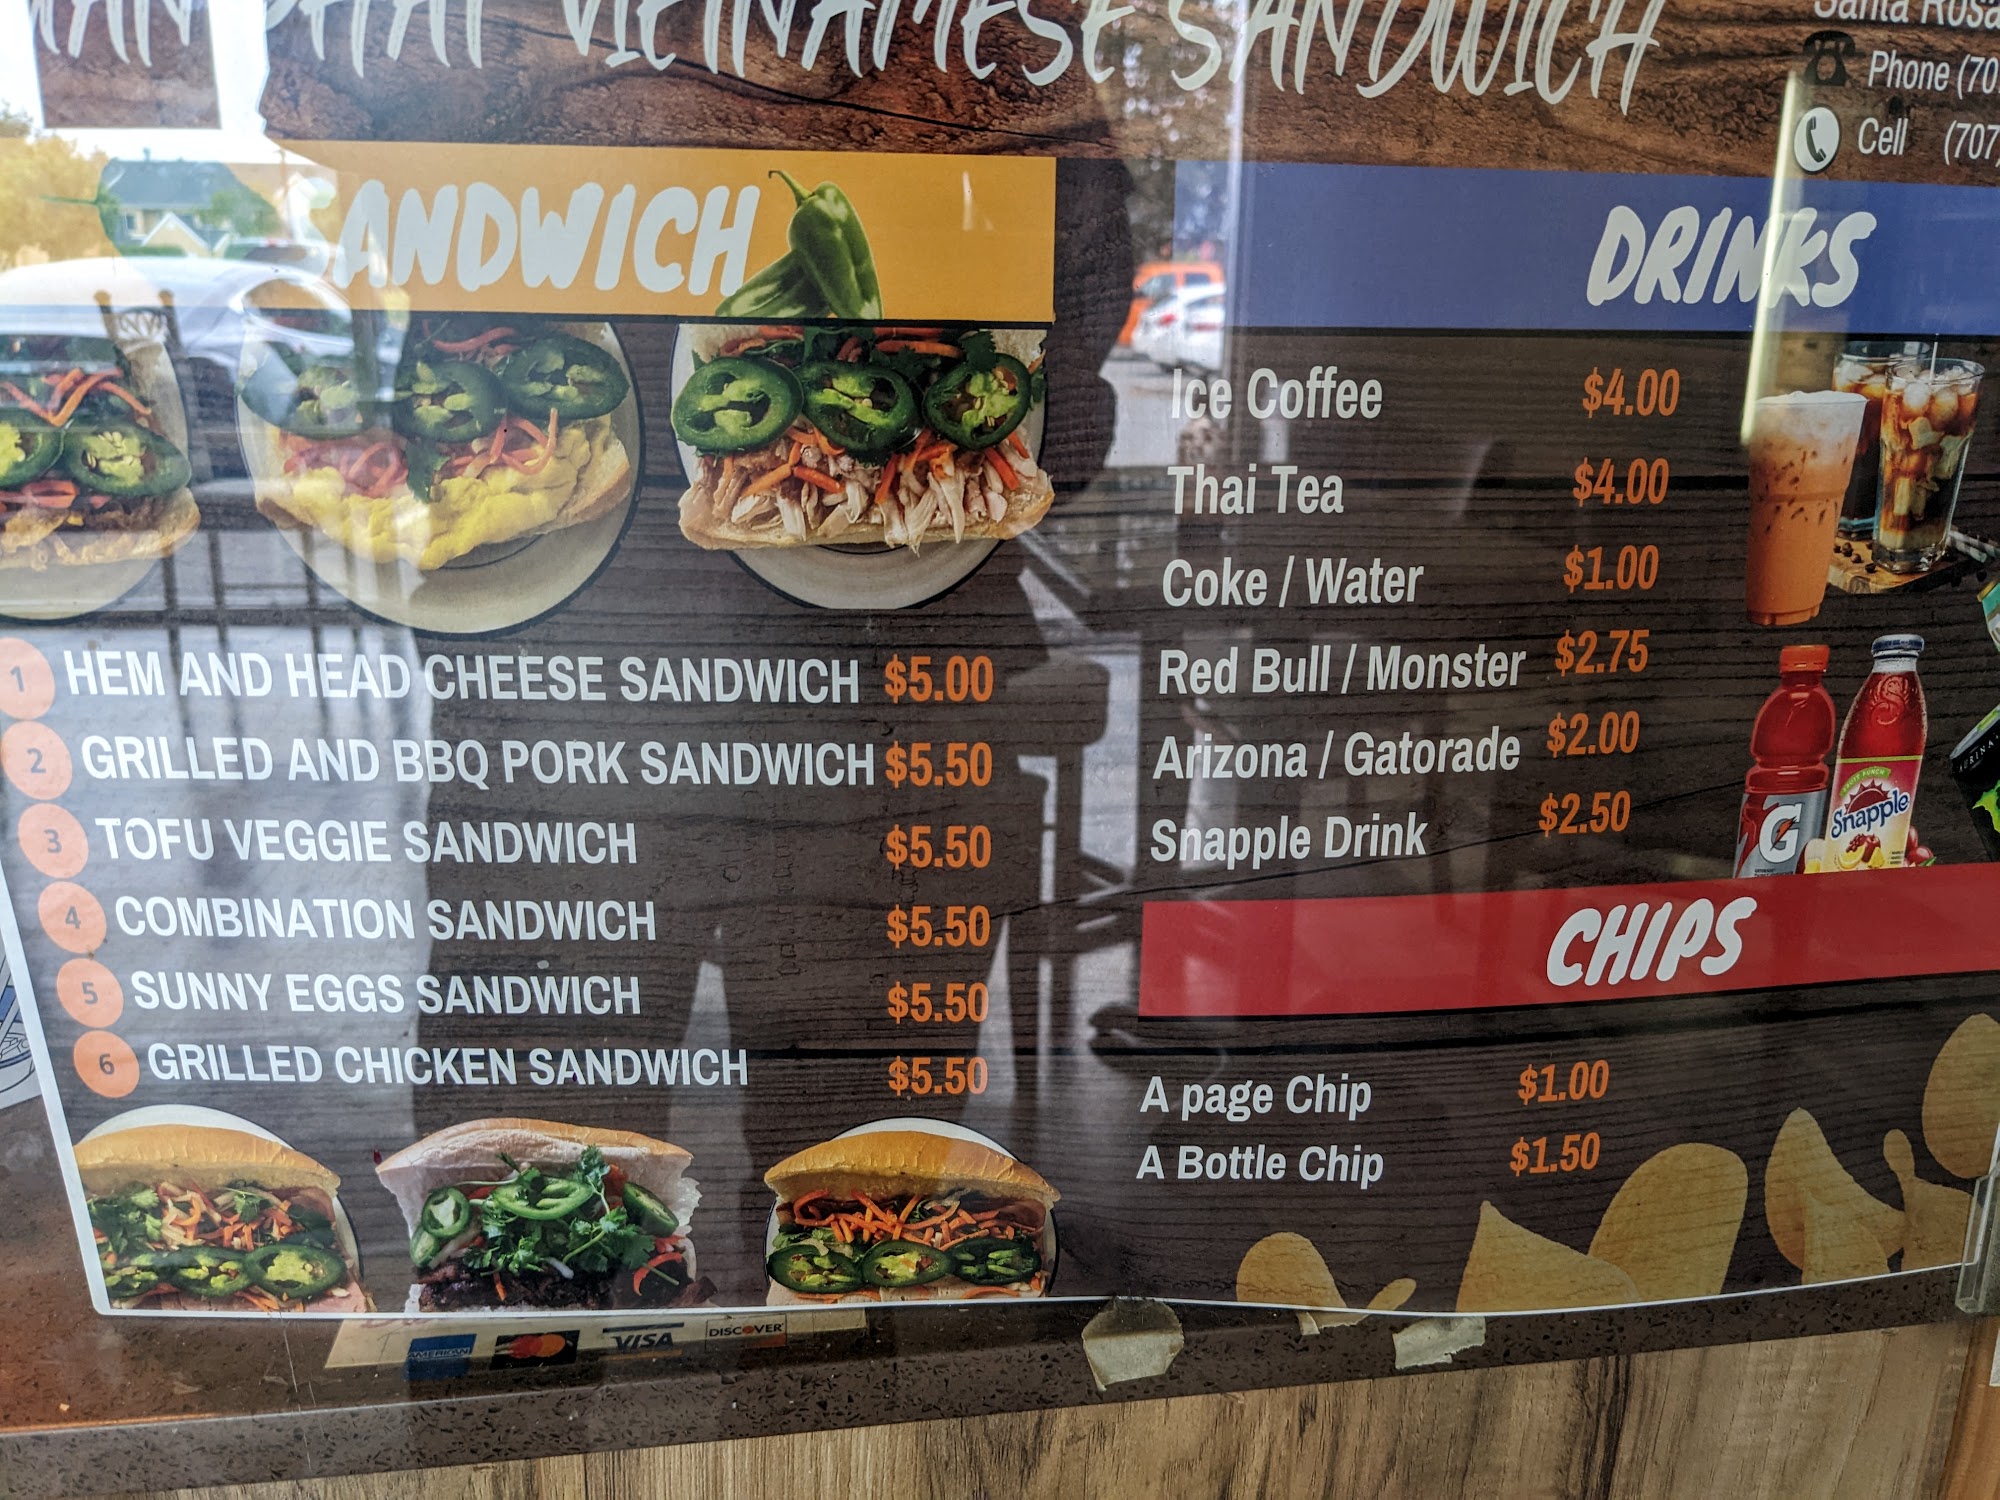 VIETNAMESE SANDWICH
Santa Rosa
Phone (70
Cell (707
SANDWICH
1 HEM AND HEAD CHEESE SANDWICH $5.00
2 GRILLED AND BBQ PORK SANDWICH $5.50
3 TOFU VEGGIE SANDWICH $5.50
4 COMBINATION SANDWICH $5.50
5 SUNNY EGGS SANDWICH $5.50
6 GRILLED CHICKEN SANDWICH $5.50
DRINKS
Ice Coffee $4.00
Thai Tea $4.00
Coke / Water $1.00
Red Bull / Monster $2.75
Arizona / Gatorade $2.00
Snapple Drink $2.50
G
Snapple
CHIPS
A page Chip $1.00
A Bottle Chip $1.50
AMERICAN
VISA
DISCOVER